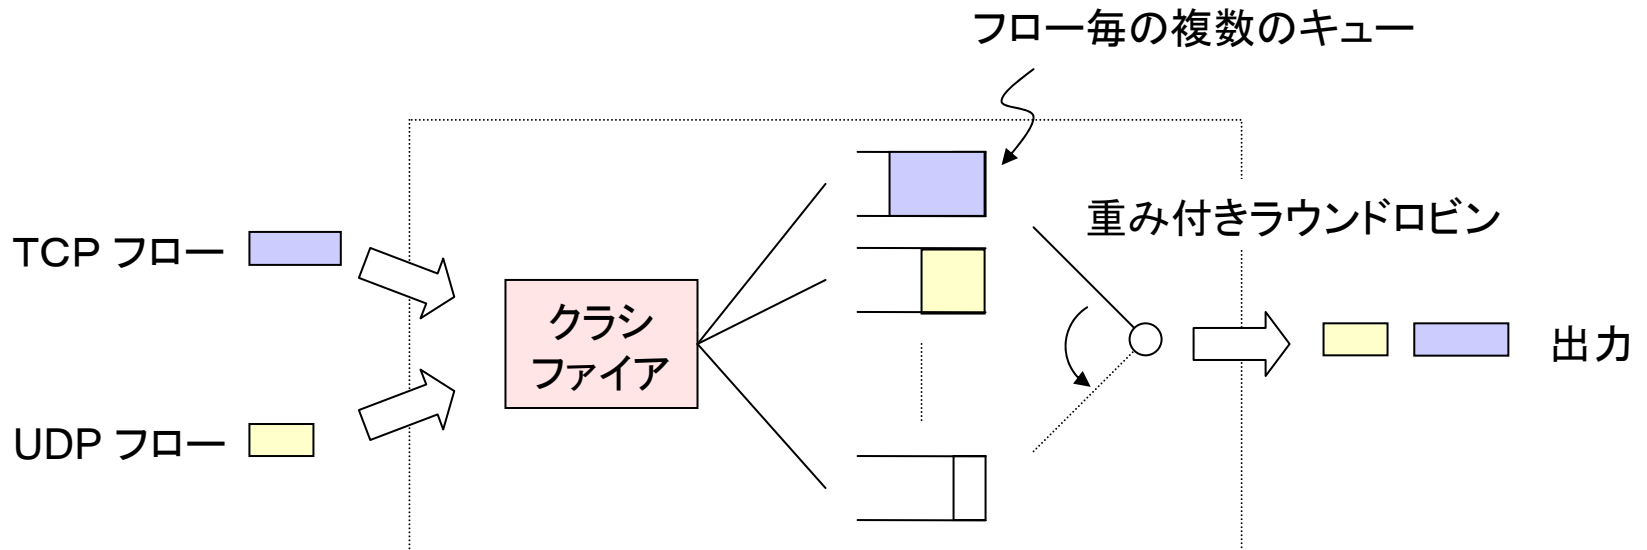 フロー毎の複数のキュー
重み付きラウンドロビン
TCP フロー
クラシ
ファイア
出力
UDP フロー